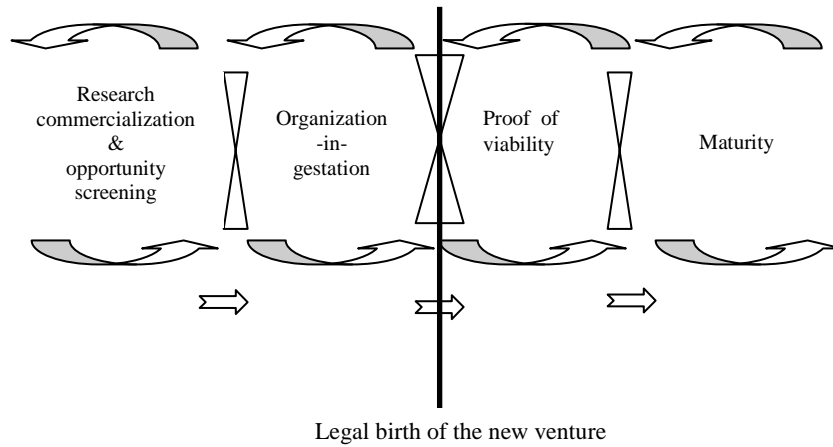 Research
commercialization
&
opportunity
screening
Organization
-in-
gestation
Proof of
viability
Maturity
Legal birth of the new venture